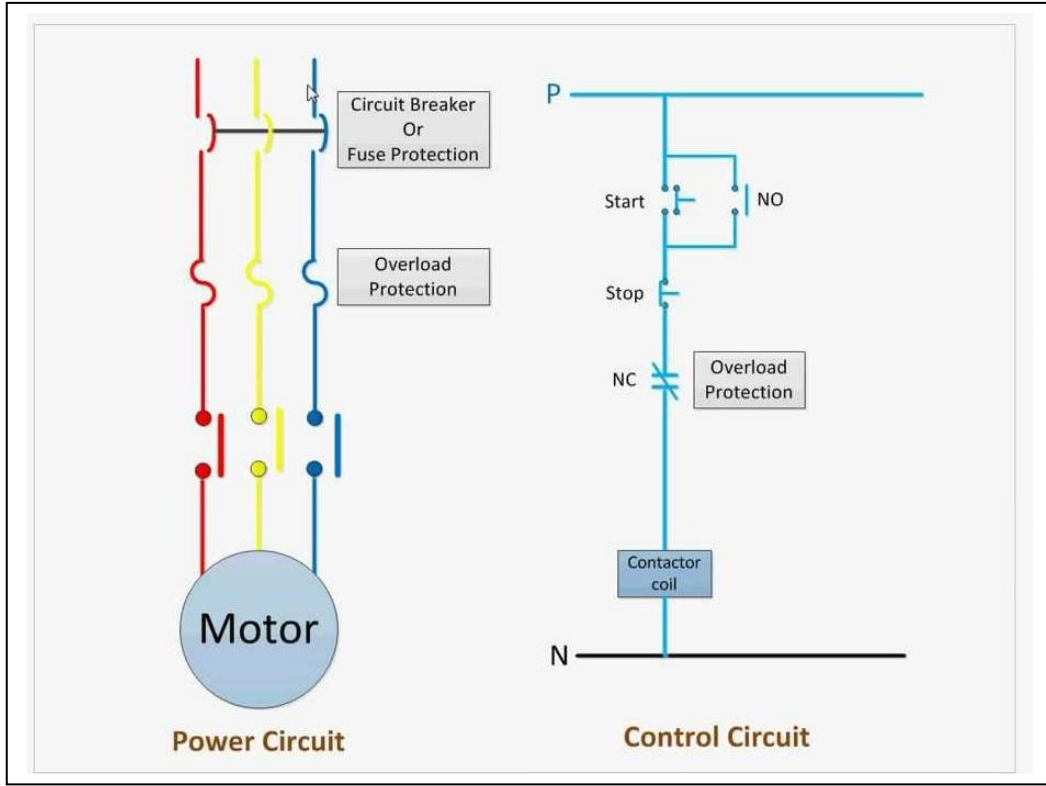 Circuit Breaker
Or
Fuse Protection
Overload
Protection
Motor
Power Circuit
P
Start
NO
Stop
NC
Overload
Protection
Contactor
coil
N
Control Circuit